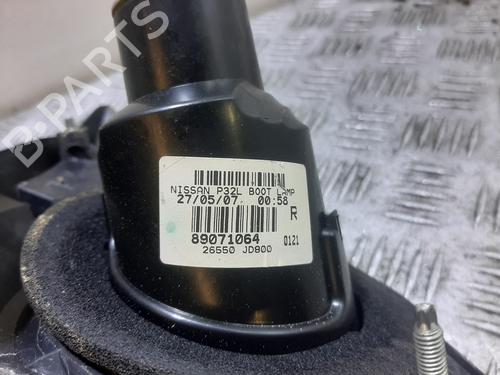 B-PARTS
NISSAN P32L BOOT LAMP
27/05/07 00:58
R
89071064 0121
26550 JD800